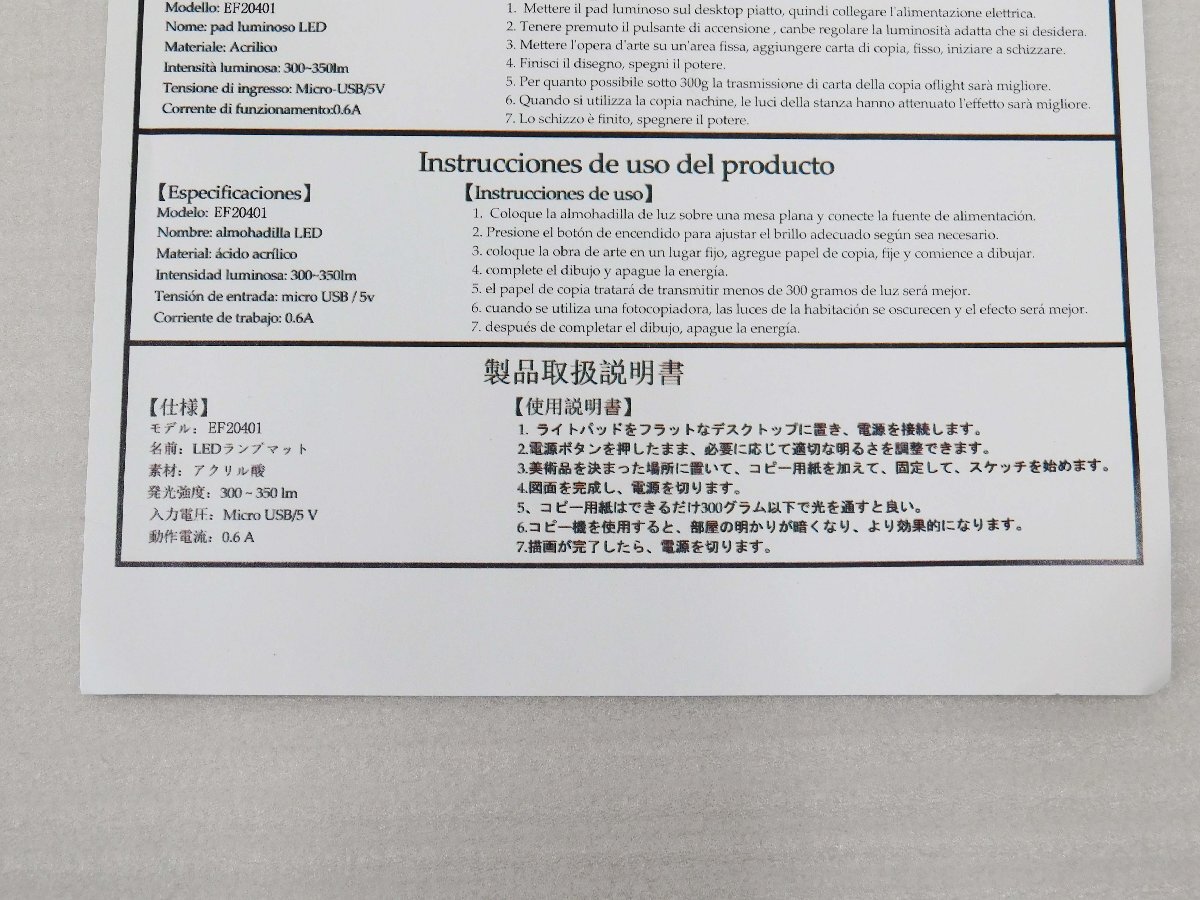 Modello: EF20401
Nome: pad luminoso LED
Materiale: Acrilico
Intensità luminosa: 300~350lm
Tensione di ingresso: Micro-USB/5V
Corrente di funzionamento:0.6A
1. Mettere il pad luminoso sul desktop piatto, quindi collegare l'alimentazione elettrica.
2. Tenere premuto il pulsante di accensione , canbe regolare la luminosità adatta che si desidera.
3. Mettere l'opera d'arte su un'area fissa, aggiungere carta di copia, fisso, iniziare a schizzare.
4. Finisci il disegno, spegni il potere.
5. Per quanto possibile sotto 300g la trasmissione di carta della copia oflight sarà migliore.
6. Quando si utilizza la copia nachine, le luci della stanza hanno attenuato l'effetto sarà migliore.
7. Lo schizzo è finito, spegnere il potere.
Instrucciones de uso del producto
【Especificaciones】
Modelo: EF20401
Nombre: almohadilla LED
Material: ácido acrílico
Intensidad luminosa: 300~350lm
Tensión de entrada: micro USB / 5v
Corriente de trabajo: 0.6A
【Instrucciones de uso】
1. Coloque la almohadilla de luz sobre una mesa plana y conecte la fuente de alimentación.
2. Presione el botón de encendido para ajustar el brillo adecuado según sea necesario.
3. coloque la obra de arte en un lugar fijo, agregue papel de copia, fije y comience a dibujar.
4. complete el dibujo y apague la energía.
5. el papel de copia tratará de transmitir menos de 300 gramos de luz será mejor.
6. cuando se utiliza una fotocopiadora, las luces de la habitación se oscurecen y el efecto será mejor.
7. después de completar el dibujo, apague la energía.
製品取扱説明書
【仕様】
モデル: EF20401
名前: LEDランプマット
素材: アクリル酸
発光強度: 300 ~ 350 lm
入力電圧: Micro USB/5 V
動作電流: 0.6 A
【使用説明書】
1. ライトパッドをフラットなデスクトップに置き、電源を接続します。
2.電源ボタンを押したまま、必要に応じて適切な明るさを調整できます。
3.美術品を決まった場所に置いて、コピー用紙を加えて、固定して、スケッチを始めます。
4.図面を完成し、電源を切ります。
5、コピー用紙はできるだけ300グラム以下で光を通すと良い。
6.コピー機を使用すると、部屋の明かりが暗くなり、より効果的になります。
7.描画が完了したら、電源を切ります。